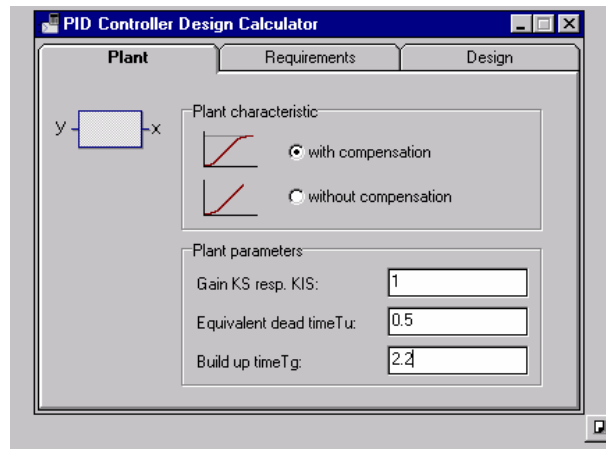 PID Controller Design Calculator
Plant Requirements Design
y x
Plant characteristic
with compensation
without compensation
Plant parameters
Gain KS resp. KIS: 1
Equivalent dead timeTu: 0.5
Build up timeTg: 2.2